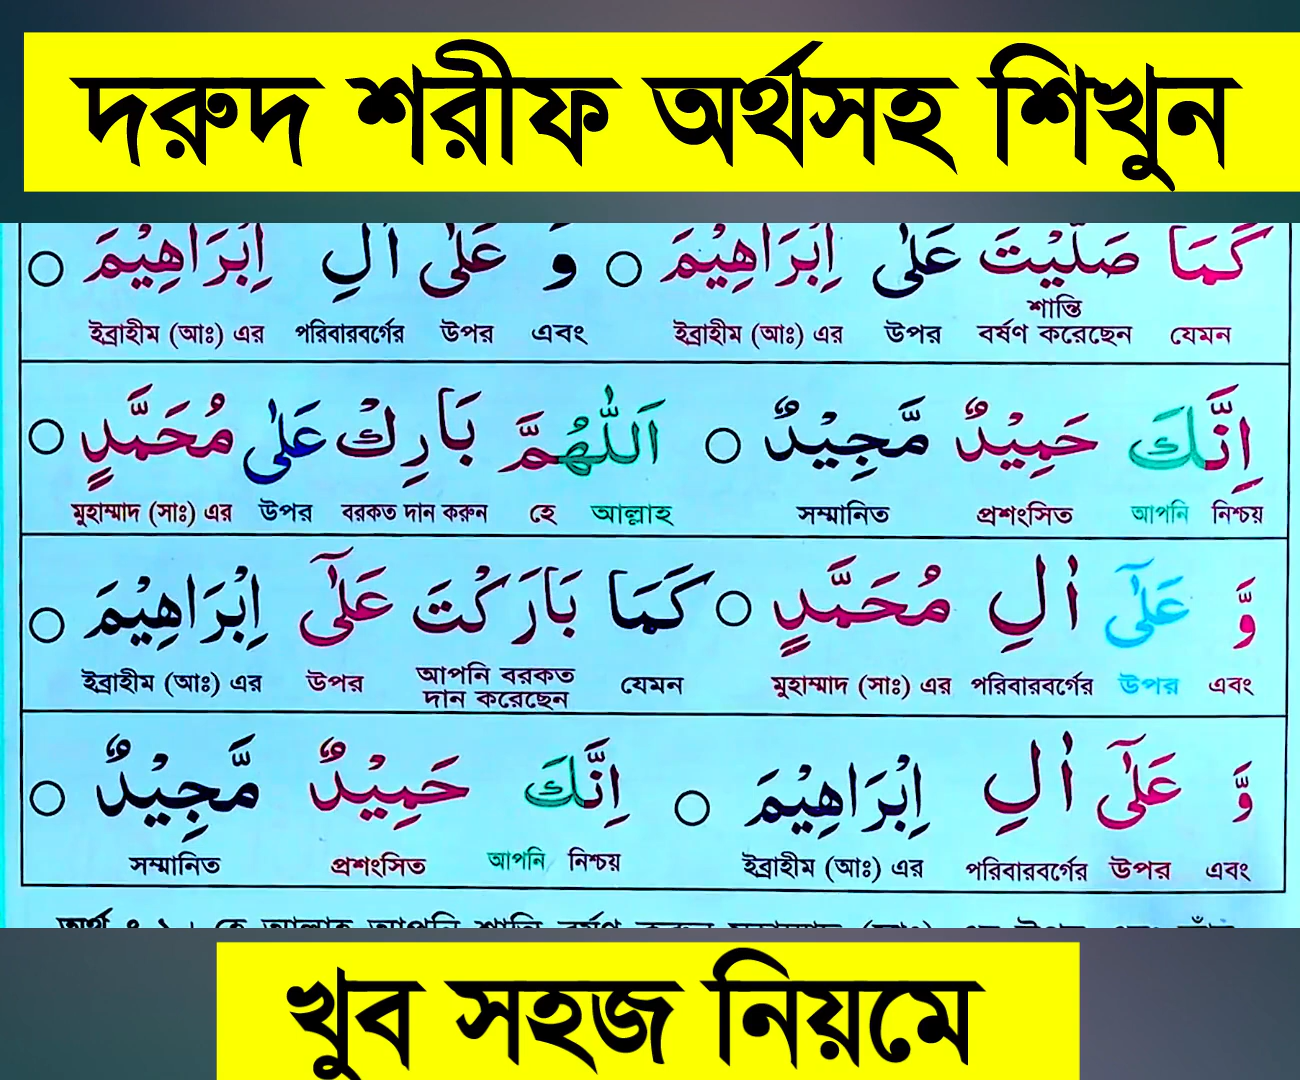 দরুদ শরীফ অর্থসহ শিখুন
كَمَا صَلَّيْتَ عَلٰى اِبْرَاهِيْمَ ○ وَ عَلٰى اٰلِ اِبْرَاهِيْمَ ○
শান্তি
যেমন বর্ষণ করেছেন উপর ইব্রাহীম (আঃ) এর এবং উপর পরিবারবর্গের ইব্রাহীম (আঃ) এর
اِنَّكَ حَمِيْدٌ مَّجِيْدٌ ○ اَللّٰهُمَّ بَارِكْ عَلٰى مُحَمَّدٍ ○
নিশ্চয় আপনি প্রশংসিত সম্মানিত আল্লাহ হে বরকত দান করুন উপর মুহাম্মাদ (সাঃ) এর
وَّ عَلٰٓى اٰلِ مُحَمَّدٍ ○ كَمَا بَارَكْتَ عَلٰٓى اِبْرَاهِيْمَ ○
এবং উপর পরিবারবর্গের মুহাম্মাদ (সাঃ) এর যেমন আপনি বরকত উপর ইব্রাহীম (আঃ) এর
দান করেছেন
وَّ عَلٰٓى اٰلِ اِبْرَاهِيْمَ ○ اِنَّكَ حَمِيْدٌ مَّجِيْدٌ ○
এবং উপর পরিবারবর্গের ইব্রাহীম (আঃ) এর নিশ্চয় আপনি প্রশংসিত সম্মানিত
খুব সহজ নিয়মে